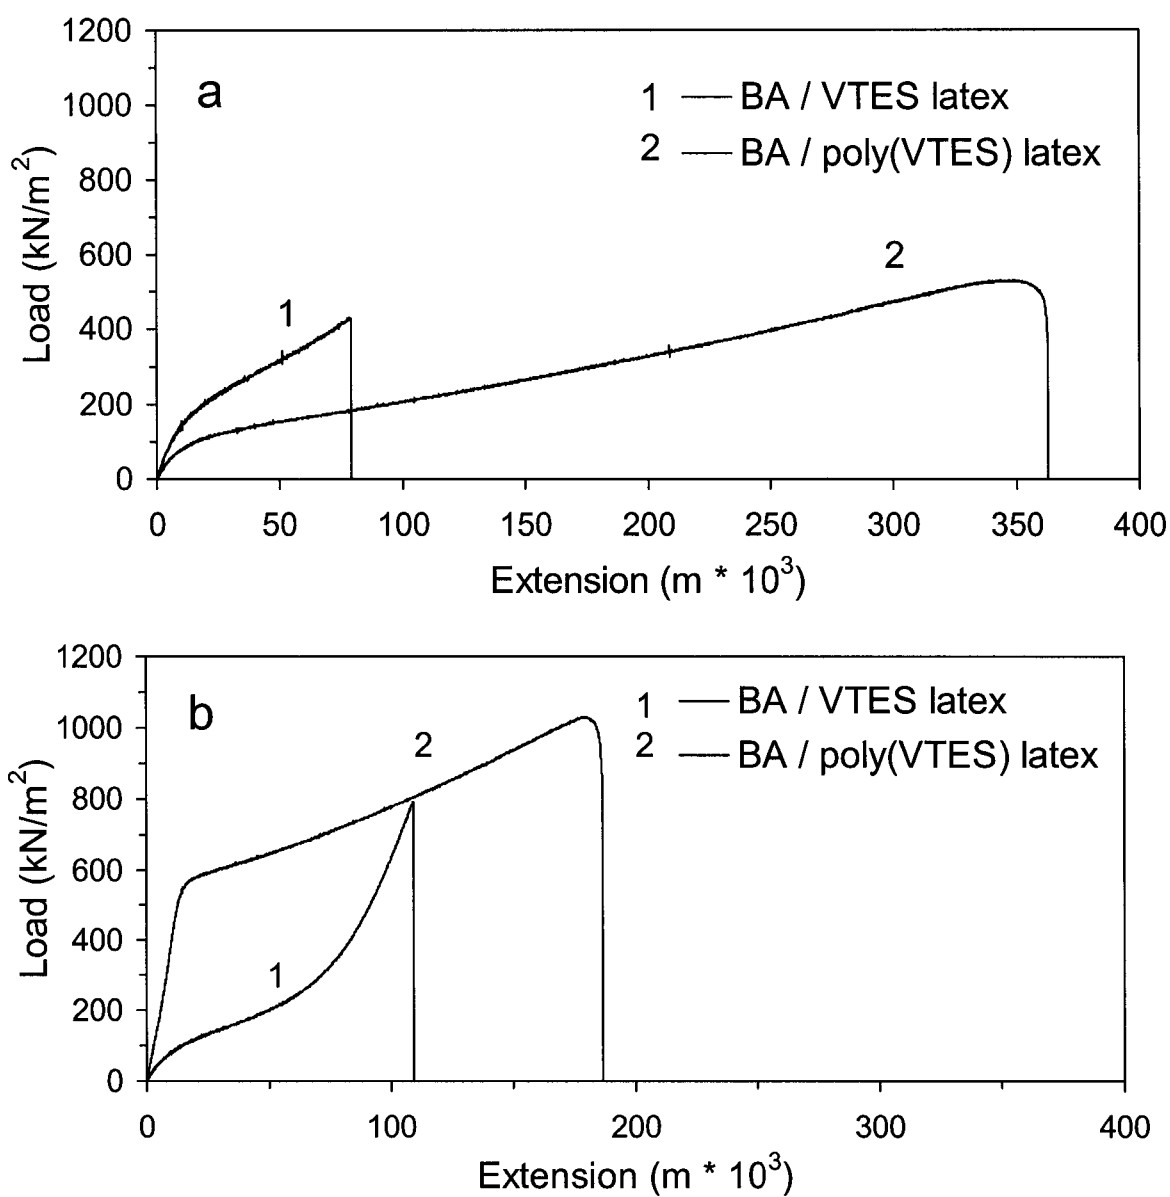 a
1 — BA / VTES latex
2 — BA / poly(VTES) latex
1200
1000
800
600
400
200
0
Load (kN/m²)
1
2
0 50 100 150 200 250 300 350 400
Extension (m * 10³)
b
1 — BA / VTES latex
2 — BA / poly(VTES) latex
1200
1000
800
600
400
200
0
Load (kN/m²)
2
1
0 100 200 300 400
Extension (m * 10³)